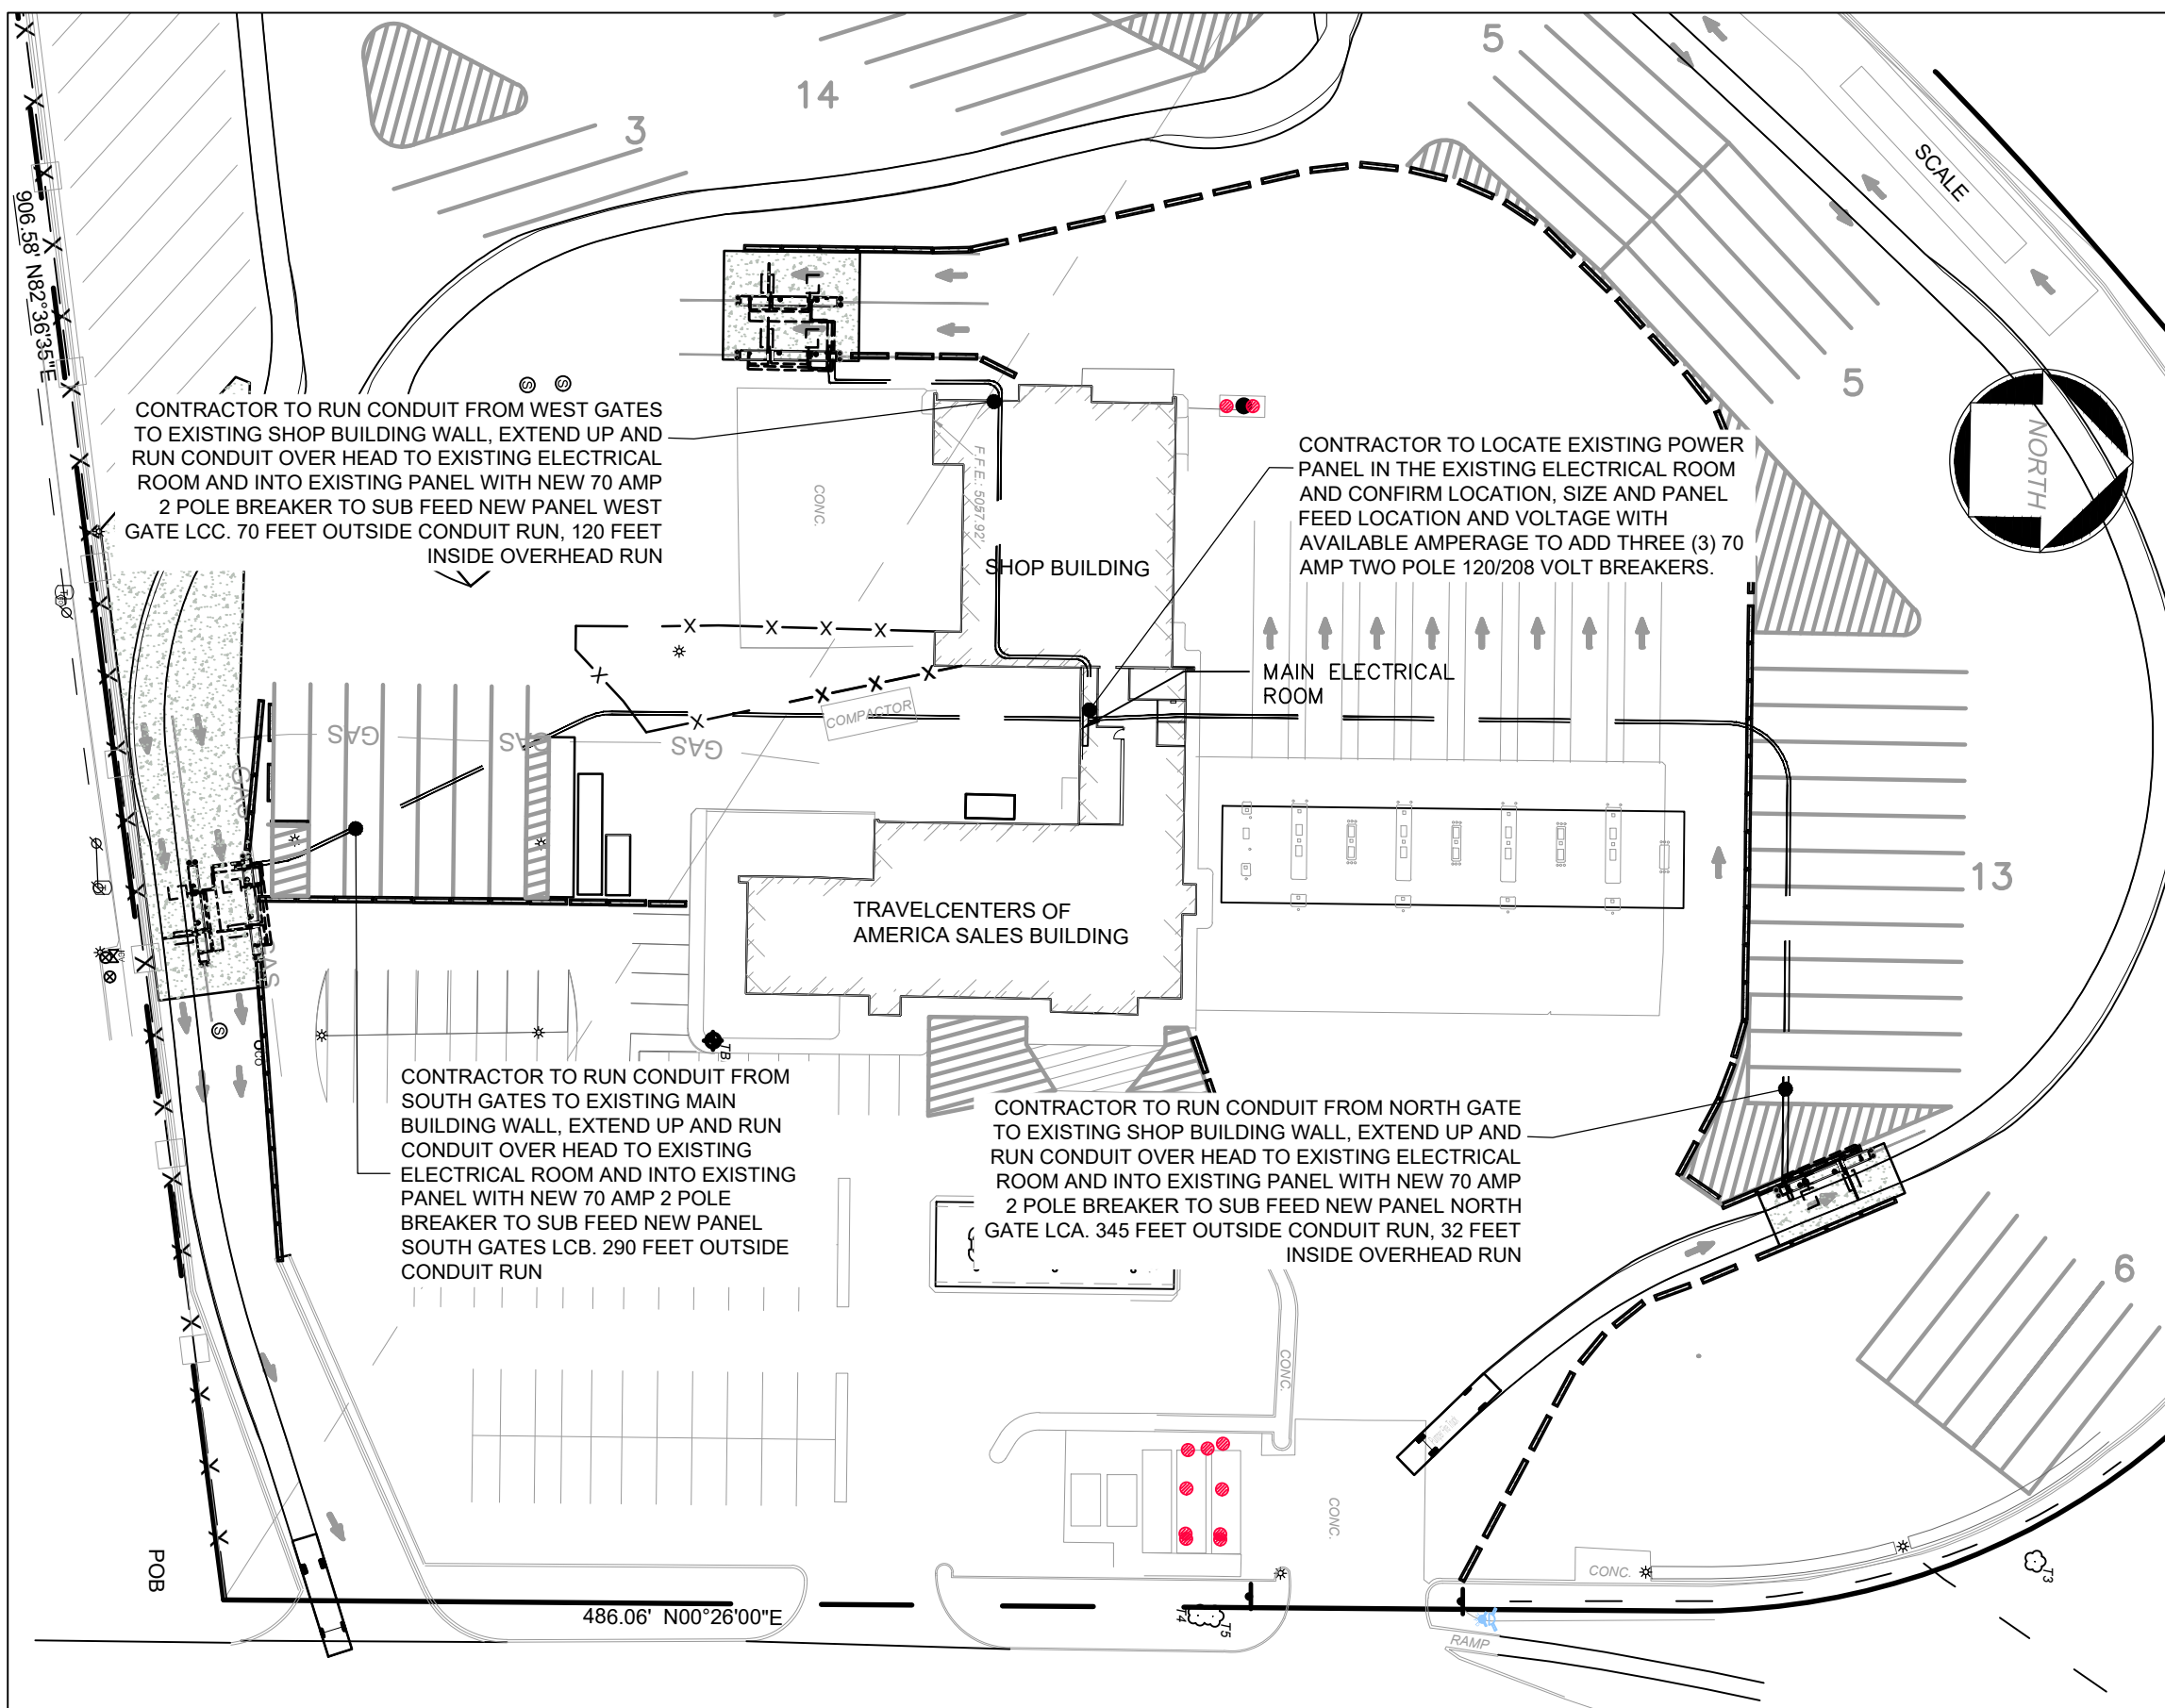 14
3
5
5
SCALE
NORTH
906.58' N82°36'35"E
CONTRACTOR TO RUN CONDUIT FROM WEST GATES
TO EXISTING SHOP BUILDING WALL, EXTEND UP AND
RUN CONDUIT OVER HEAD TO EXISTING ELECTRICAL
ROOM AND INTO EXISTING PANEL WITH NEW 70 AMP
2 POLE BREAKER TO SUB FEED NEW PANEL WEST
GATE LCC. 70 FEET OUTSIDE CONDUIT RUN, 120 FEET
INSIDE OVERHEAD RUN
CONC.
F.F.E.: 5057.92'
SHOP BUILDING
CONTRACTOR TO LOCATE EXISTING POWER
PANEL IN THE EXISTING ELECTRICAL ROOM
AND CONFIRM LOCATION, SIZE AND PANEL
FEED LOCATION AND VOLTAGE WITH
AVAILABLE AMPERAGE TO ADD THREE (3) 70
AMP TWO POLE 120/208 VOLT BREAKERS.
MAIN ELECTRICAL
ROOM
COMPACTOR
GAS
GAS
GAS
GAS
GAS
13
TRAVELCENTERS OF
AMERICA SALES BUILDING
TB
CO
CONTRACTOR TO RUN CONDUIT FROM
SOUTH GATES TO EXISTING MAIN
BUILDING WALL, EXTEND UP AND RUN
CONDUIT OVER HEAD TO EXISTING
ELECTRICAL ROOM AND INTO EXISTING
PANEL WITH NEW 70 AMP 2 POLE
BREAKER TO SUB FEED NEW PANEL
SOUTH GATES LCB. 290 FEET OUTSIDE
CONDUIT RUN
CONTRACTOR TO RUN CONDUIT FROM NORTH GATE
TO EXISTING SHOP BUILDING WALL, EXTEND UP AND
RUN CONDUIT OVER HEAD TO EXISTING ELECTRICAL
ROOM AND INTO EXISTING PANEL WITH NEW 70 AMP
2 POLE BREAKER TO SUB FEED NEW PANEL NORTH
GATE LCA. 345 FEET OUTSIDE CONDUIT RUN, 32 FEET
INSIDE OVERHEAD RUN
6
CONC.
CONC.
CONC.
POB
486.06' N00°26'00"E
T4
T5
T3
RAMP